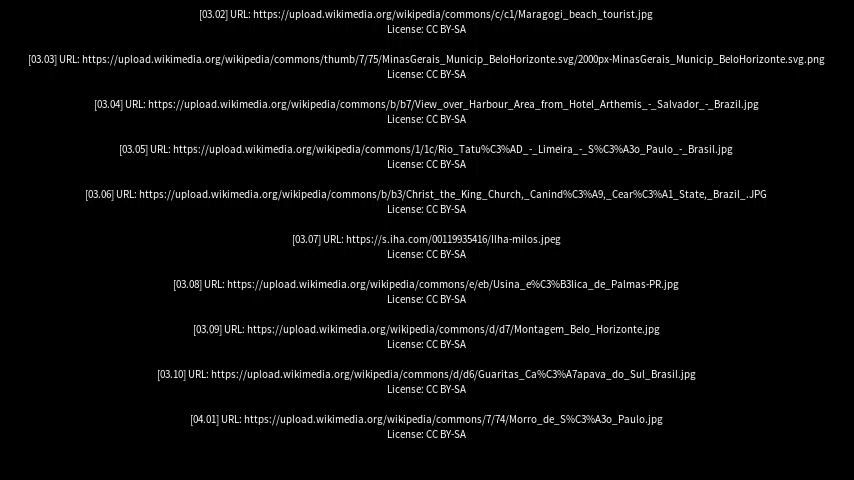 [03.02] URL: https://upload.wikimedia.org/wikipedia/commons/c/c1/Maragogi_beach_tourist.jpg
License: CC BY-SA
[03.03] URL: https://upload.wikimedia.org/wikipedia/commons/thumb/7/75/MinasGerais_Municip_BeloHorizonte.svg/2000px-MinasGerais_Municip_BeloHorizonte.svg.png
License: CC BY-SA
[03.04] URL: https://upload.wikimedia.org/wikipedia/commons/b/b7/View_over_Harbour_Area_from_Hotel_Arthemis_-_Salvador_-_Brazil.jpg
License: CC BY-SA
[03.05] URL: https://upload.wikimedia.org/wikipedia/commons/1/1c/Rio_Tatu%C3%AD_-_Limeira_-_S%C3%A3o_Paulo_-_Brasil.jpg
License: CC BY-SA
[03.06] URL: https://upload.wikimedia.org/wikipedia/commons/b/b3/Christ_the_King_Church,_Canind%C3%A9,_Cear%C3%A1_State,_Brazil_.JPG
License: CC BY-SA
[03.07] URL: https://s.iha.com/00119935416/Ilha-milos.jpeg
License: CC BY-SA
[03.08] URL: https://upload.wikimedia.org/wikipedia/commons/e/eb/Usina_e%C3%B3lica_de_Palmas-PR.jpg
License: CC BY-SA
[03.09] URL: https://upload.wikimedia.org/wikipedia/commons/d/d7/Montagem_Belo_Horizonte.jpg
License: CC BY-SA
[03.10] URL: https://upload.wikimedia.org/wikipedia/commons/d/d6/Guaritas_Ca%C3%A7apava_do_Sul_Brasil.jpg
License: CC BY-SA
[04.01] URL: https://upload.wikimedia.org/wikipedia/commons/7/74/Morro_de_S%C3%A3o_Paulo.jpg
License: CC BY-SA